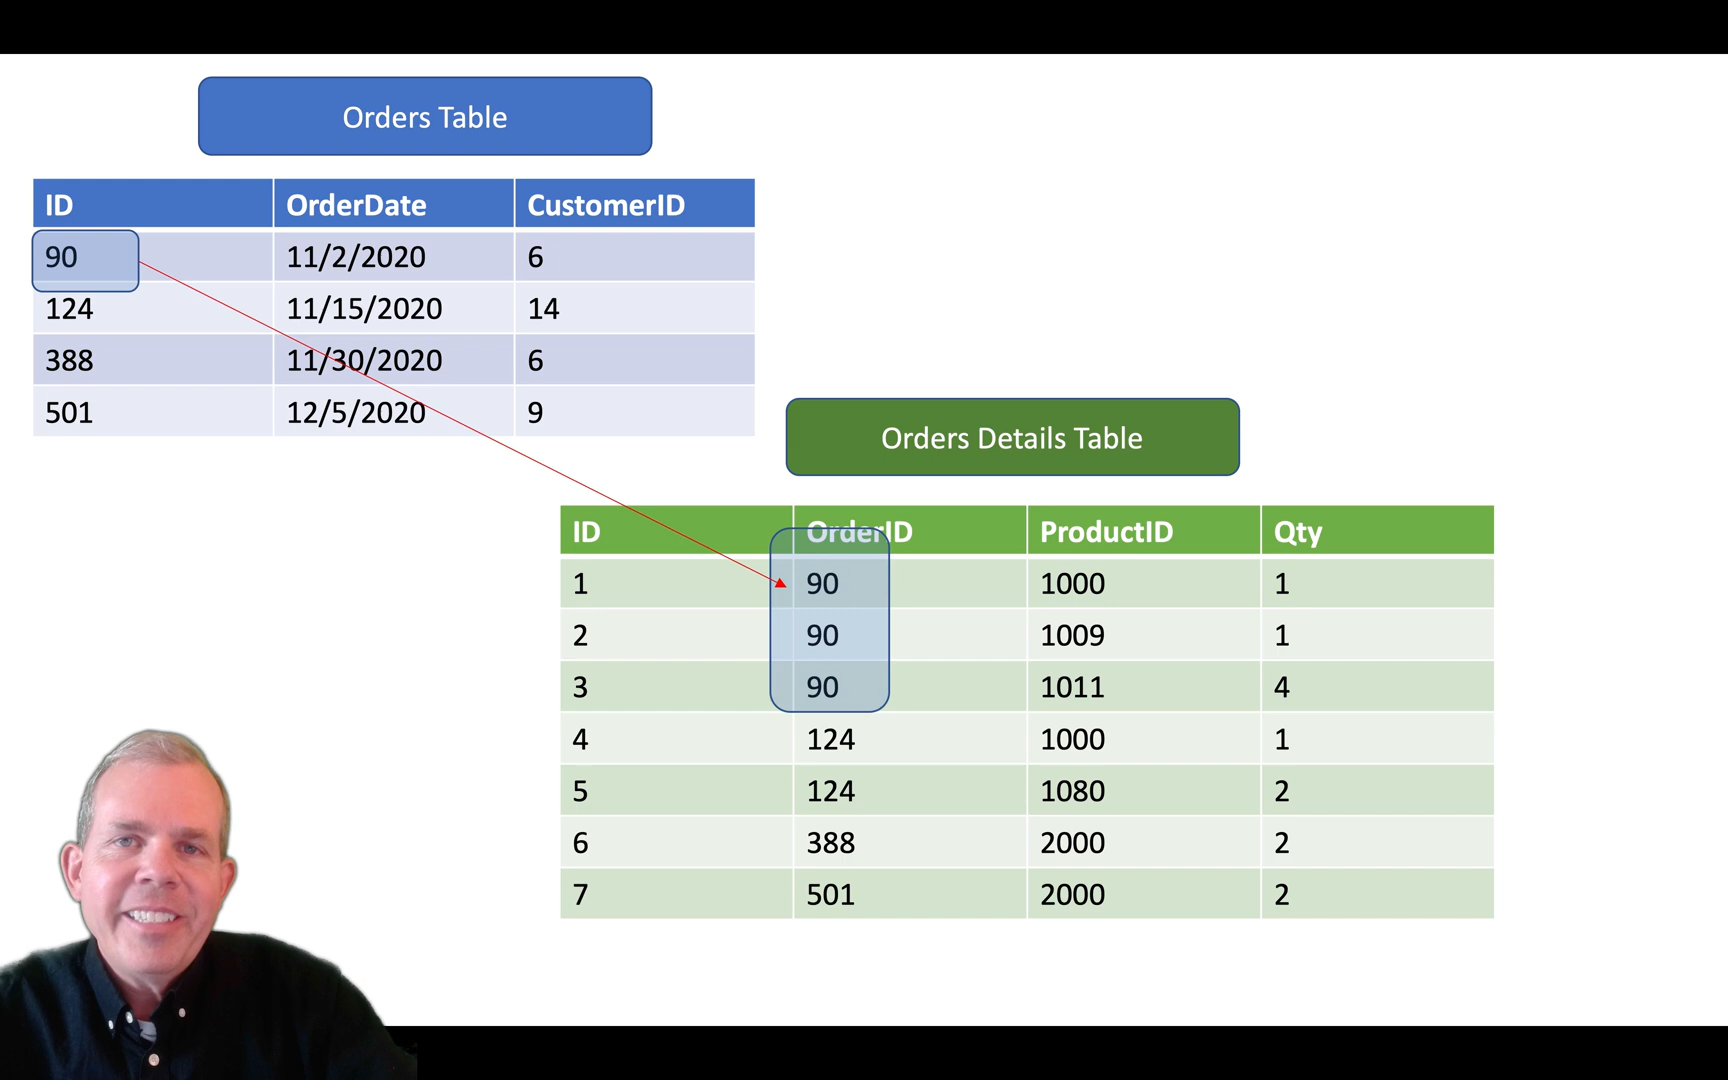 Orders Table
ID OrderDate CustomerID
90 11/2/2020 6
124 11/15/2020 14
388 11/30/2020 6
501 12/5/2020 9
Orders Details Table
ID OrderID ProductID Qty
1 90 1000 1
2 90 1009 1
3 90 1011 4
4 124 1000 1
5 124 1080 2
6 388 2000 2
7 501 2000 2